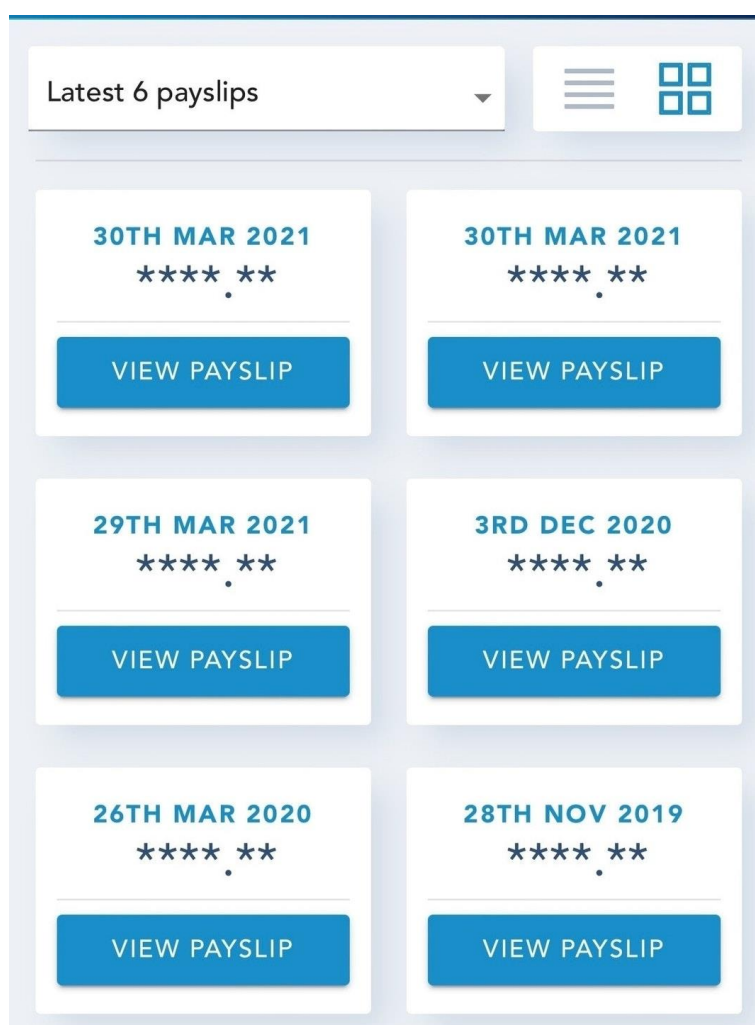 Latest 6 payslips
30TH MAR 2021
****.**
VIEW PAYSLIP
30TH MAR 2021
****.**
VIEW PAYSLIP
29TH MAR 2021
****.**
VIEW PAYSLIP
3RD DEC 2020
****.**
VIEW PAYSLIP
26TH MAR 2020
****.**
VIEW PAYSLIP
28TH NOV 2019
****.**
VIEW PAYSLIP